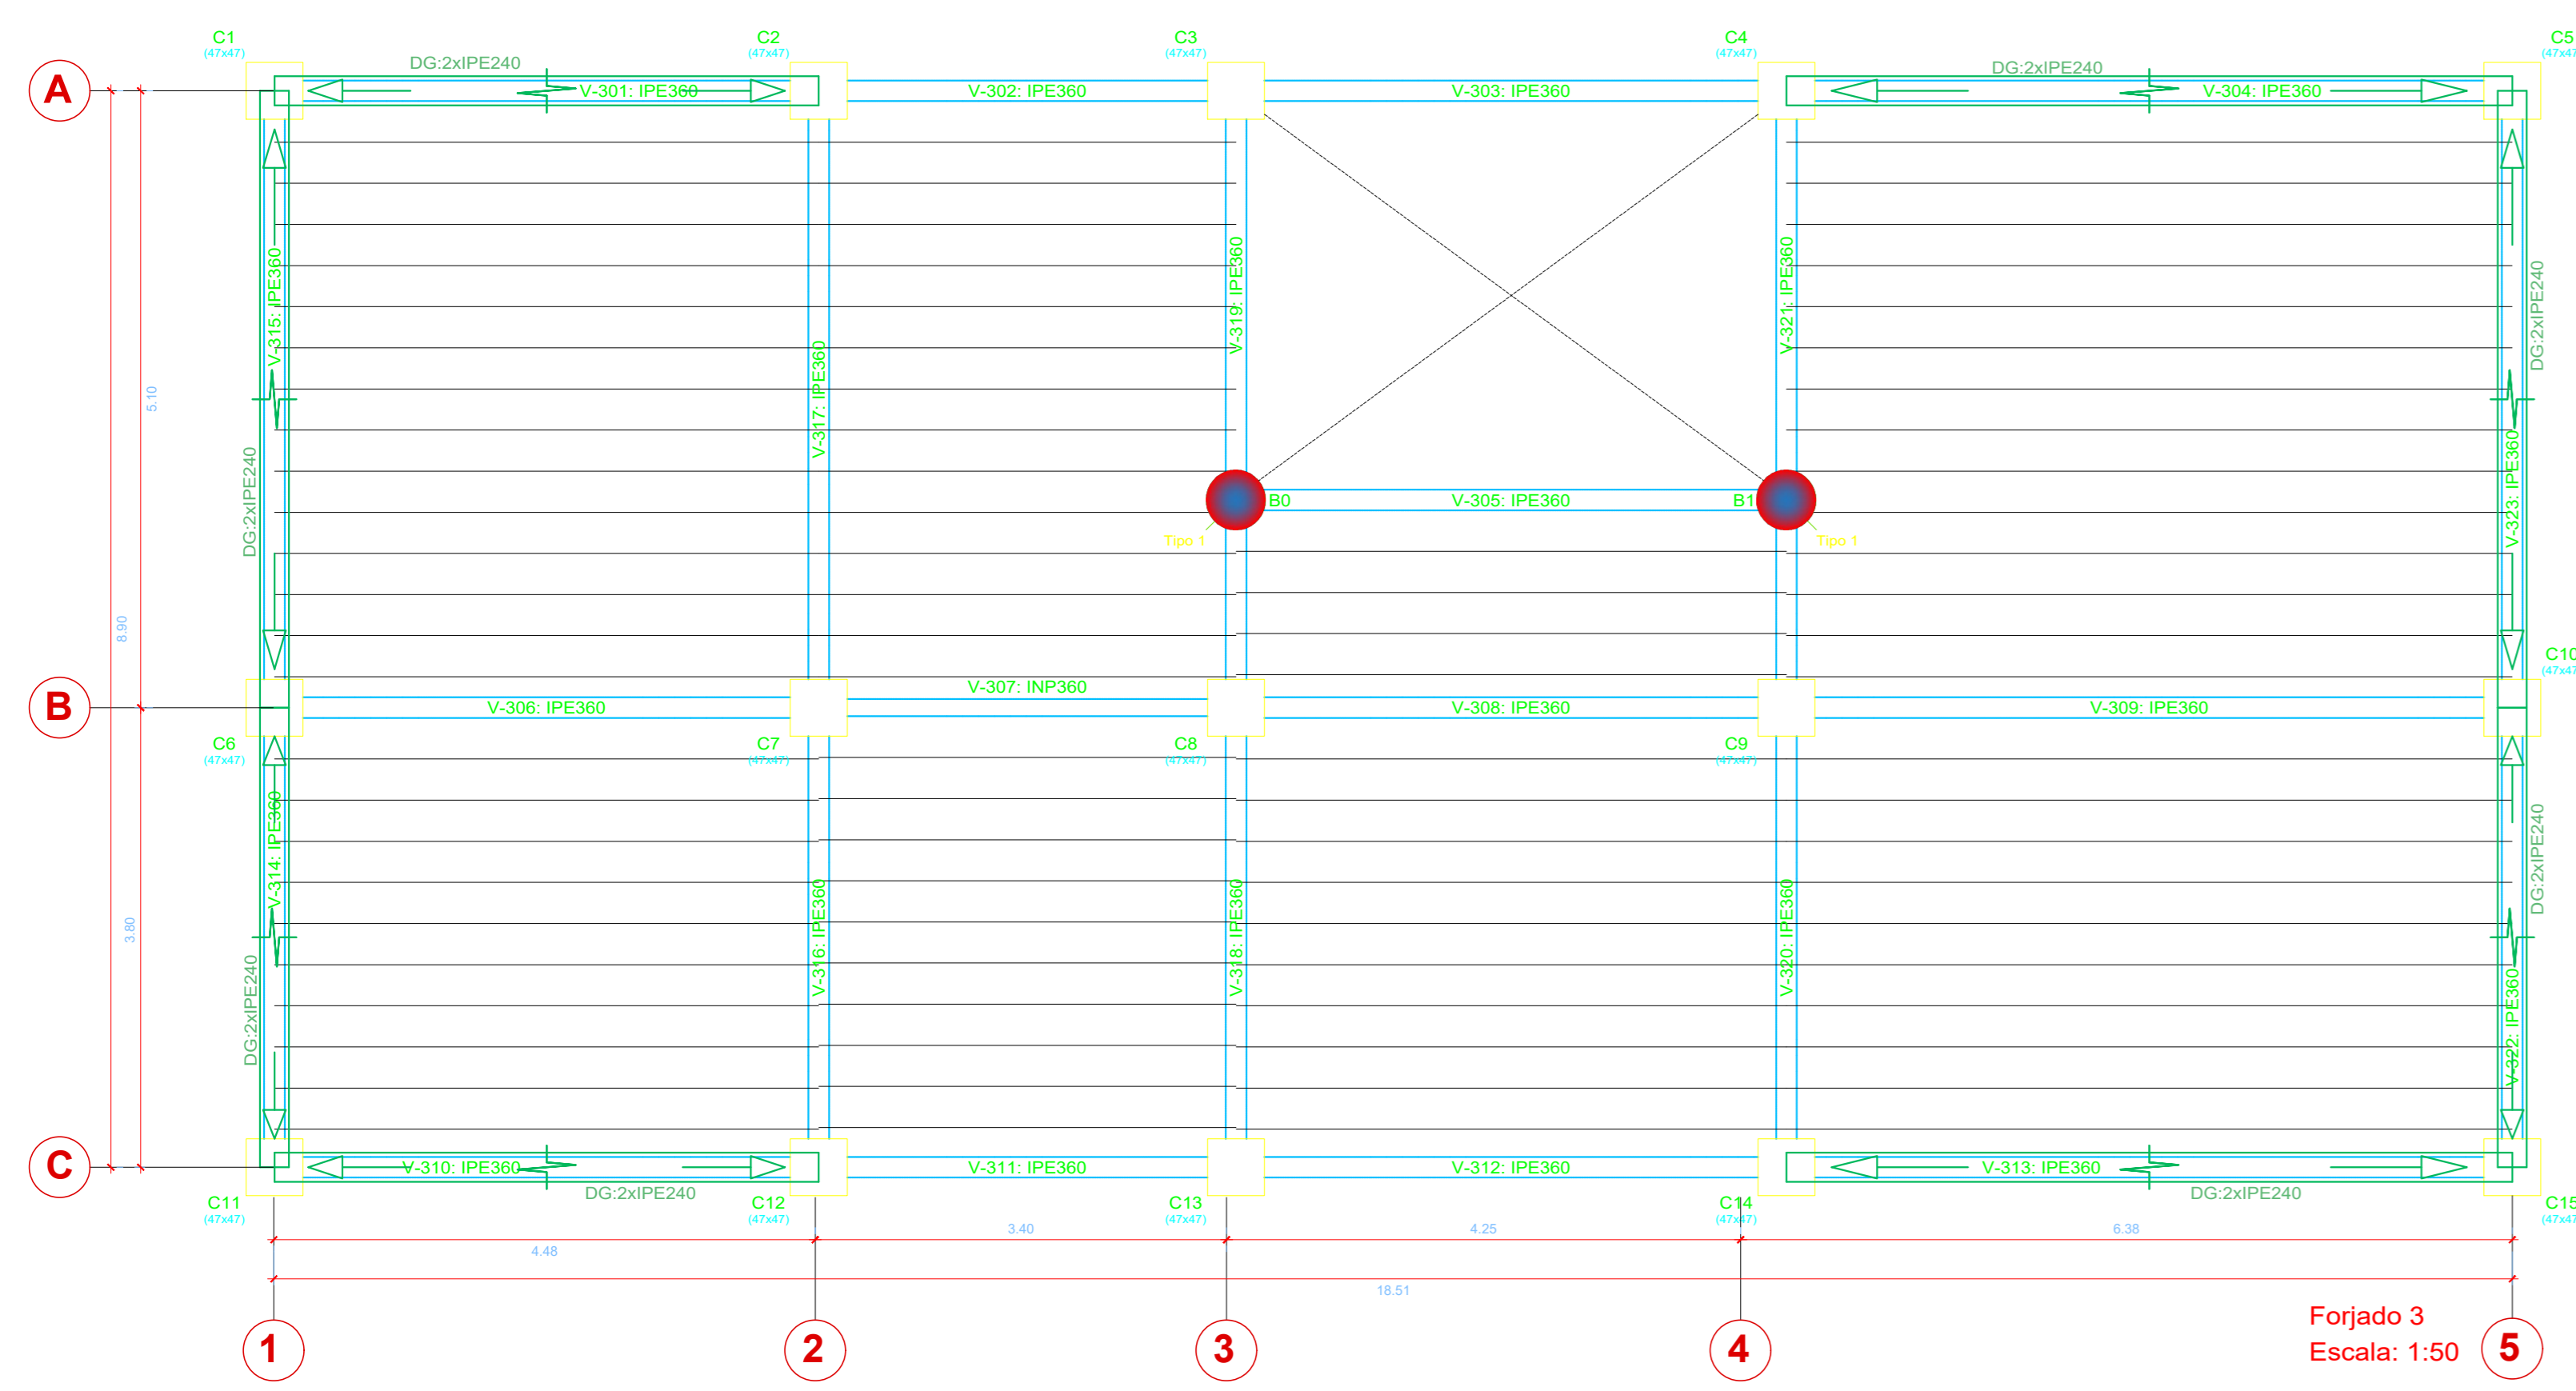 C1
(47x47)
C2
(47x47)
C3
(47x47)
C4
(47x47)
C5
(47x47
DG:2xIPE240
DG:2xIPE240
A
V-301: IPE360
V-302: IPE360
V-303: IPE360
V-304: IPE360
V-315: IPE360
V-317: IPE360
V-319: IPE360
V-321: IPE360
V-323: IPE360
DG:2xIPE240
DG:2xIPE240
5.10
8.90
3.80
B0
V-305: IPE360
B1
Tipo 1
Tipo 1
C10
(47x47
B
V-306: IPE360
V-307: INP360
V-308: IPE360
V-309: IPE360
C6
(47x47)
C7
(47x47)
C8
(47x47)
C9
(47x47)
V-314: IPE360
V-316: IPE360
V-318: IPE360
V-320: IPE360
V-322: IPE360
DG:2xIPE240
DG:2xIPE240
C
V-310: IPE360
V-311: IPE360
V-312: IPE360
V-313: IPE360
DG:2xIPE240
DG:2xIPE240
C11
(47x47)
C12
(47x47)
C13
(47x47)
C14
(47x47)
C15
(47x47
4.48
3.40
4.25
6.38
18.51
Forjado 3
Escala: 1:50
1
2
3
4
5